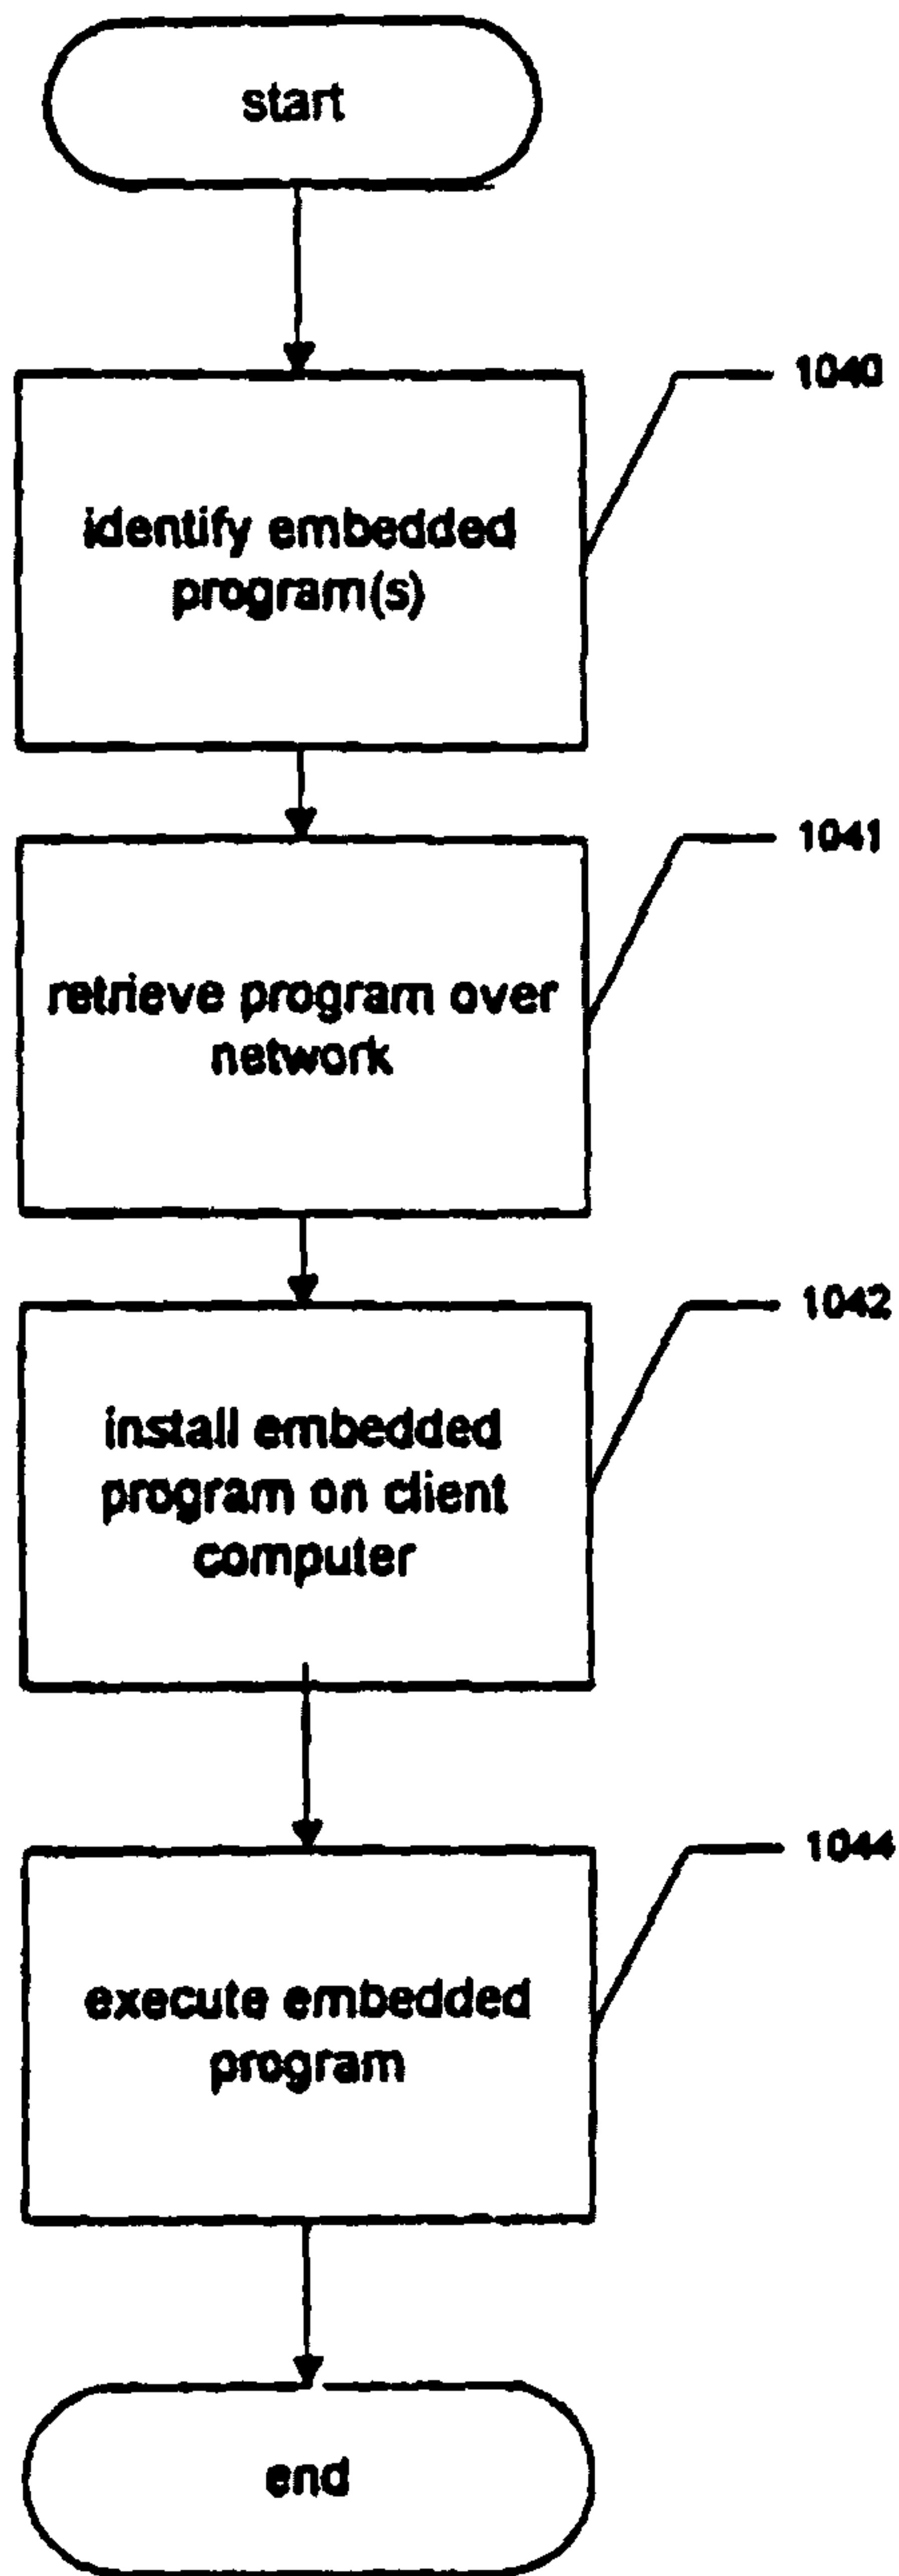 start
1040
identify embedded
program(s)
1041
retrieve program over
network
1042
install embedded
program on client
computer
1044
execute embedded
program
end